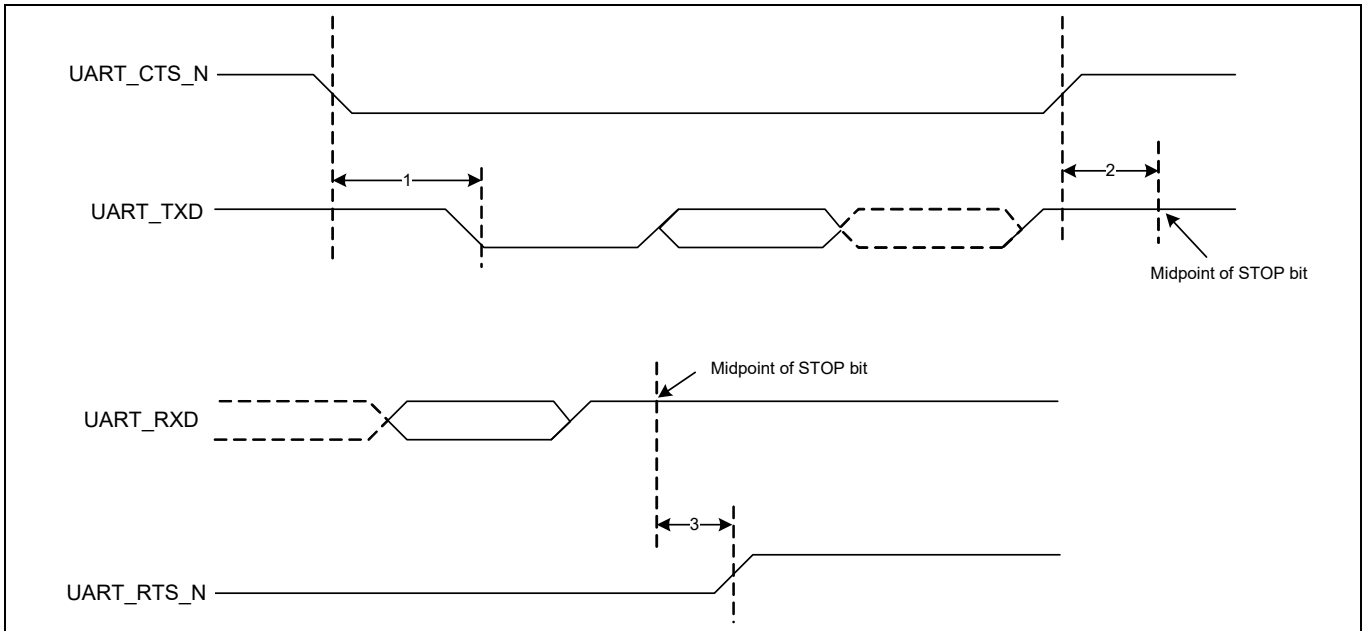 UART_CTS_N
1
2
UART_TXD
Midpoint of STOP bit
Midpoint of STOP bit
UART_RXD
3
UART_RTS_N